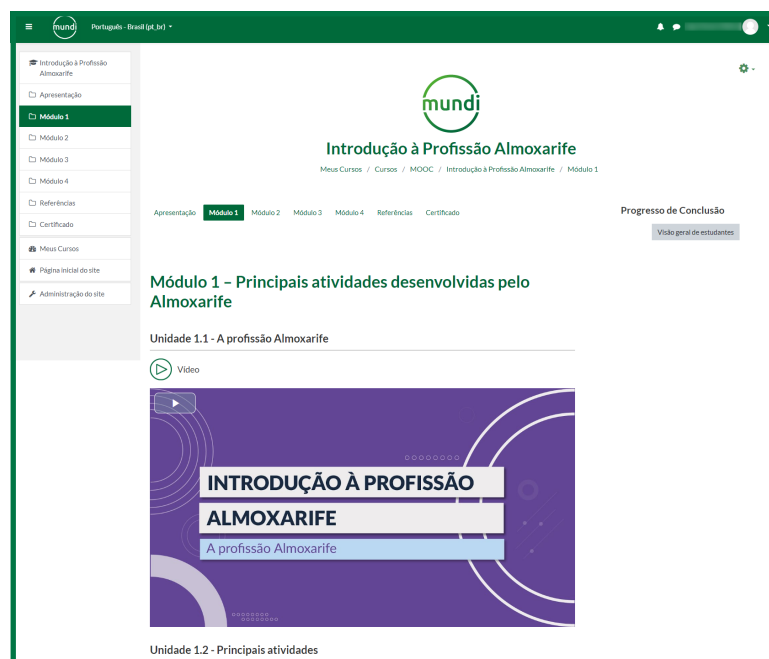 mundi
Português - Brasil (pt_br)
Introdução à Profissão
Almoxarife
Apresentação
Módulo 1
Módulo 2
Módulo 3
Módulo 4
Referências
Certificado
Meus Cursos
Página inicial do site
Administração do site
mundi
Introdução à Profissão Almoxarife
Meus Cursos / Cursos / MOOC / Introdução à Profissão Almoxarife / Módulo 1
Apresentação Módulo 1 Módulo 2 Módulo 3 Módulo 4 Referências Certificado
Progresso de Conclusão
Visão geral de estudantes
Módulo 1 – Principais atividades desenvolvidas pelo
Almoxarife
Unidade 1.1 - A profissão Almoxarife
Vídeo
INTRODUÇÃO À PROFISSÃO
ALMOXARIFE
A profissão Almoxarife
Unidade 1.2 - Principais atividades